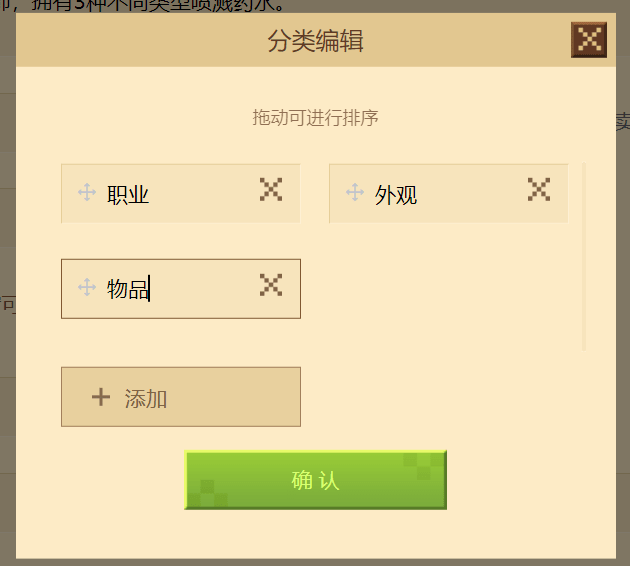 帅，拥有3种不同类型喷溅药水。
分类编辑
拖动可进行排序
卖
职业
外观
物品
可
添加
确认